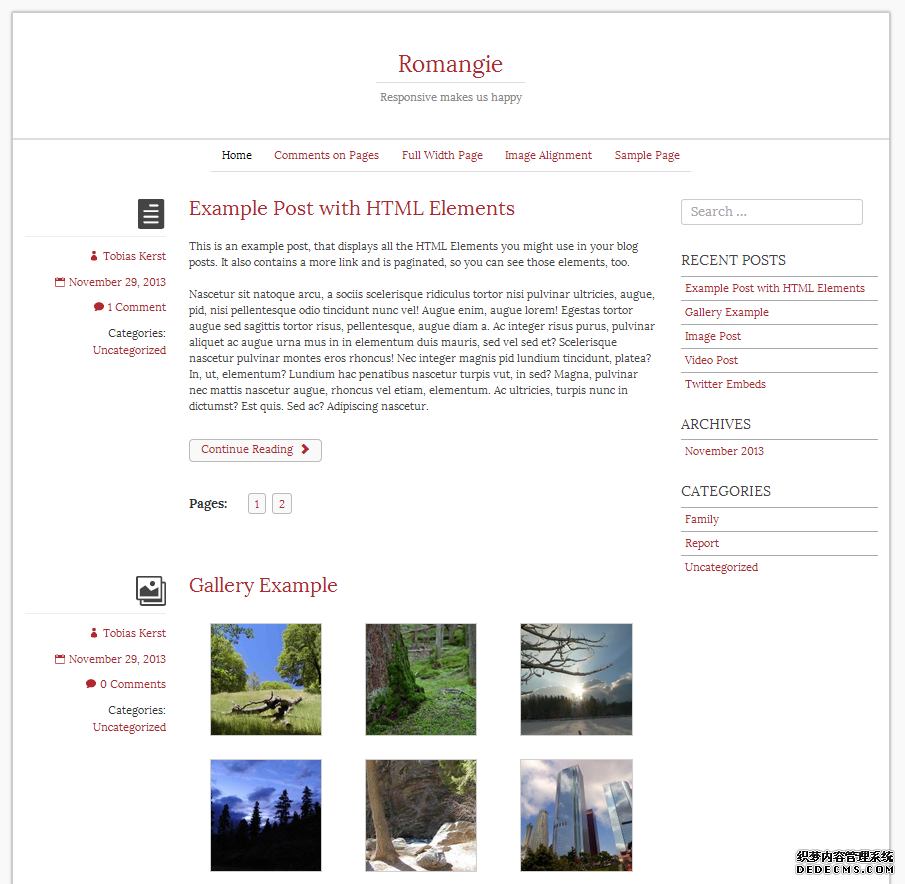 Romangie
Responsive makes us happy
Home Comments on Pages Full Width Page Image Alignment Sample Page
Example Post with HTML Elements
Tobias Kerst
November 29, 2013
1 Comment
Categories:
Uncategorized
This is an example post, that displays all the HTML Elements you might use in your blog
posts. It also contains a more link and is paginated, so you can see those elements, too.
Nascetur sit natoque arcu, a sociis scelerisque ridiculus tortor nisi pulvinar ultricies, augue,
pid, nisi pellentesque odio tincidunt nunc vel! Augue enim, augue lorem! Egestas tortor
augue sed sagittis tortor risus, pellentesque, augue diam a. Ac integer risus purus, pulvinar
aliquet ac augue urna mus in in elementum duis mauris, sed vel sed et? Scelerisque
nascetur pulvinar montes eros rhoncus! Nec integer magnis pid lundium tincidunt, platea?
In, ut, elementum? Lundium hac penatibus nascetur turpis vut, in sed? Magna, pulvinar
nec mattis nascetur augue, rhoncus vel etiam, elementum. Ac ultricies, turpis nunc in
dictumst? Est quis. Sed ac? Adipiscing nascetur.
Continue Reading
Pages: 1 2
Gallery Example
Tobias Kerst
November 29, 2013
0 Comments
Categories:
Uncategorized
Search ...
RECENT POSTS
Example Post with HTML Elements
Gallery Example
Image Post
Video Post
Twitter Embeds
ARCHIVES
November 2013
CATEGORIES
Family
Report
Uncategorized
织梦内容管理系统
DEDECMS.COM